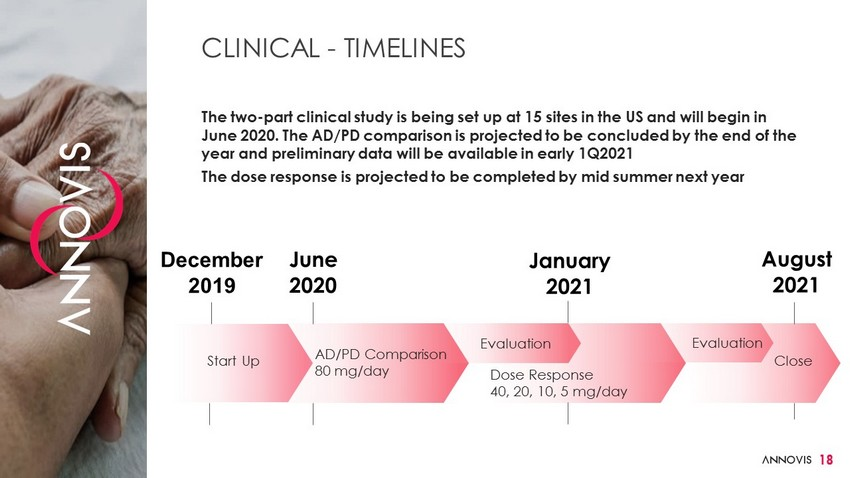 CLINICAL - TIMELINES
The two-part clinical study is being set up at 15 sites in the US and will begin in
June 2020. The AD/PD comparison is projected to be concluded by the end of the
year and preliminary data will be available in early 1Q2021
The dose response is projected to be completed by mid summer next year
ANNOVIS
December
2019
June
2020
January
2021
August
2021
Start Up
AD/PD Comparison
80 mg/day
Evaluation
Dose Response
40, 20, 10, 5 mg/day
Evaluation
Close
ANNOVIS 18